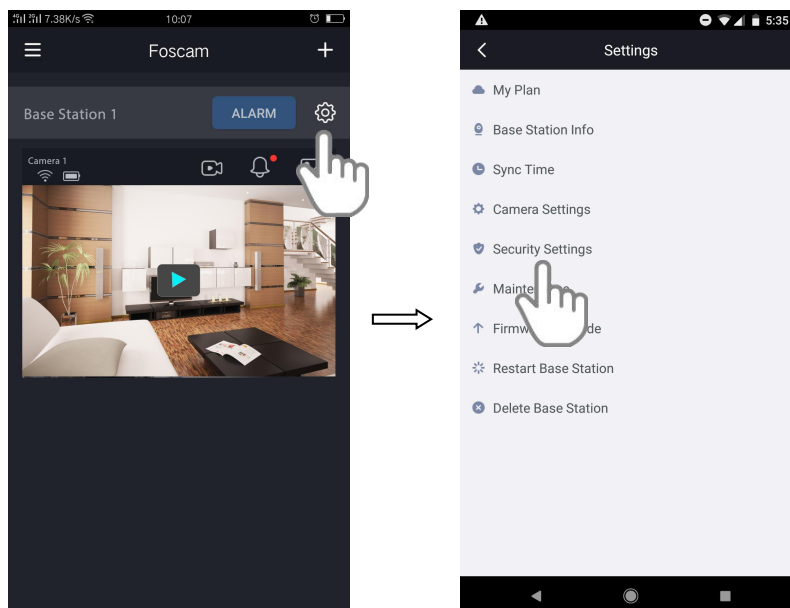 7.38K/s
10:07
Foscam
Base Station 1
ALARM
Camera 1
5:35
Settings
My Plan
Base Station Info
Sync Time
Camera Settings
Security Settings
Restart Base Station
Delete Base Station